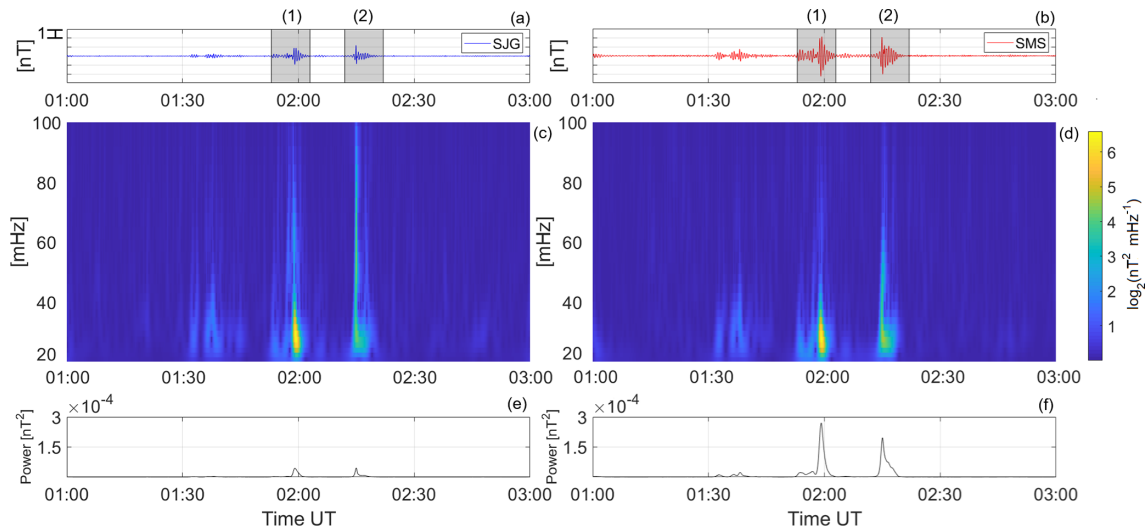 (1) (2) (a)
1H
[nT]
SJG
01:00 01:30 02:00 02:30 03:00
(1) (2) (b)
[nT]
SMS
01:00 01:30 02:00 02:30 03:00
(c)
100
80
60
40
20
[mHz]
01:00 01:30 02:00 02:30 03:00
(d)
[mHz]
100
80
60
40
20
01:00 01:30 02:00 02:30 03:00
6
5
4
3
2
1
log₂(nT² mHz⁻¹)
×10⁻⁴ (e)
3
1.5
Power [nT²]
01:00 01:30 02:00 02:30 03:00
Time UT
×10⁻⁴ (f)
3
1.5
Power [nT²]
01:00 01:30 02:00 02:30 03:00
Time UT